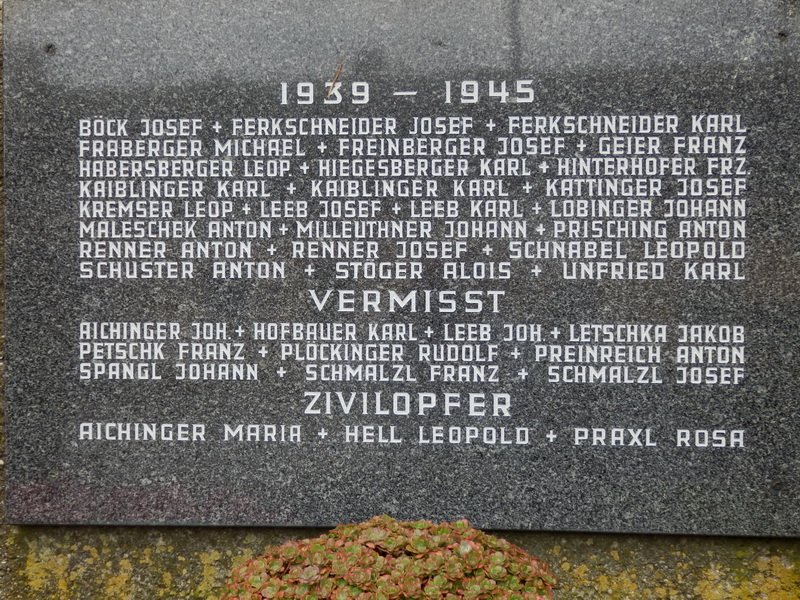 1939 – 1945
BÖCK JOSEF + FERKSCHNEIDER JOSEF + FERKSCHNEIDER KARL
FRABERGER MICHAEL + FREINBERGER JOSEF + GEIER FRANZ
HABERSBERGER LEOP. + HIEGESBERGER KARL + HINTERHOFER FRZ.
KAIBLINGER KARL + KAIBLINGER KARL + KATTINGER JOSEF
KREMSER LEOP. + LEEB JOSEF + LEEB KARL + LOBINGER JOHANN
MALESCHEK ANTON + MILLEUTHNER JOHANN + PRISCHING ANTON
RENNER ANTON + RENNER JOSEF + SCHNABEL LEOPOLD
SCHUSTER ANTON + STÖGER ALOIS + UNFRIED KARL
VERMISST
AICHINGER JOH. + HOFBAUER KARL + LEEB JOH. + LETSCHKA JAKOB
PETSCHK FRANZ + PLÖCKINGER RUDOLF + PREINREICH ANTON
SPANGL JOHANN + SCHMALZL FRANZ + SCHMALZL JOSEF
ZIVILOPFER
AICHINGER MARIA + HELL LEOPOLD + PRAXL ROSA